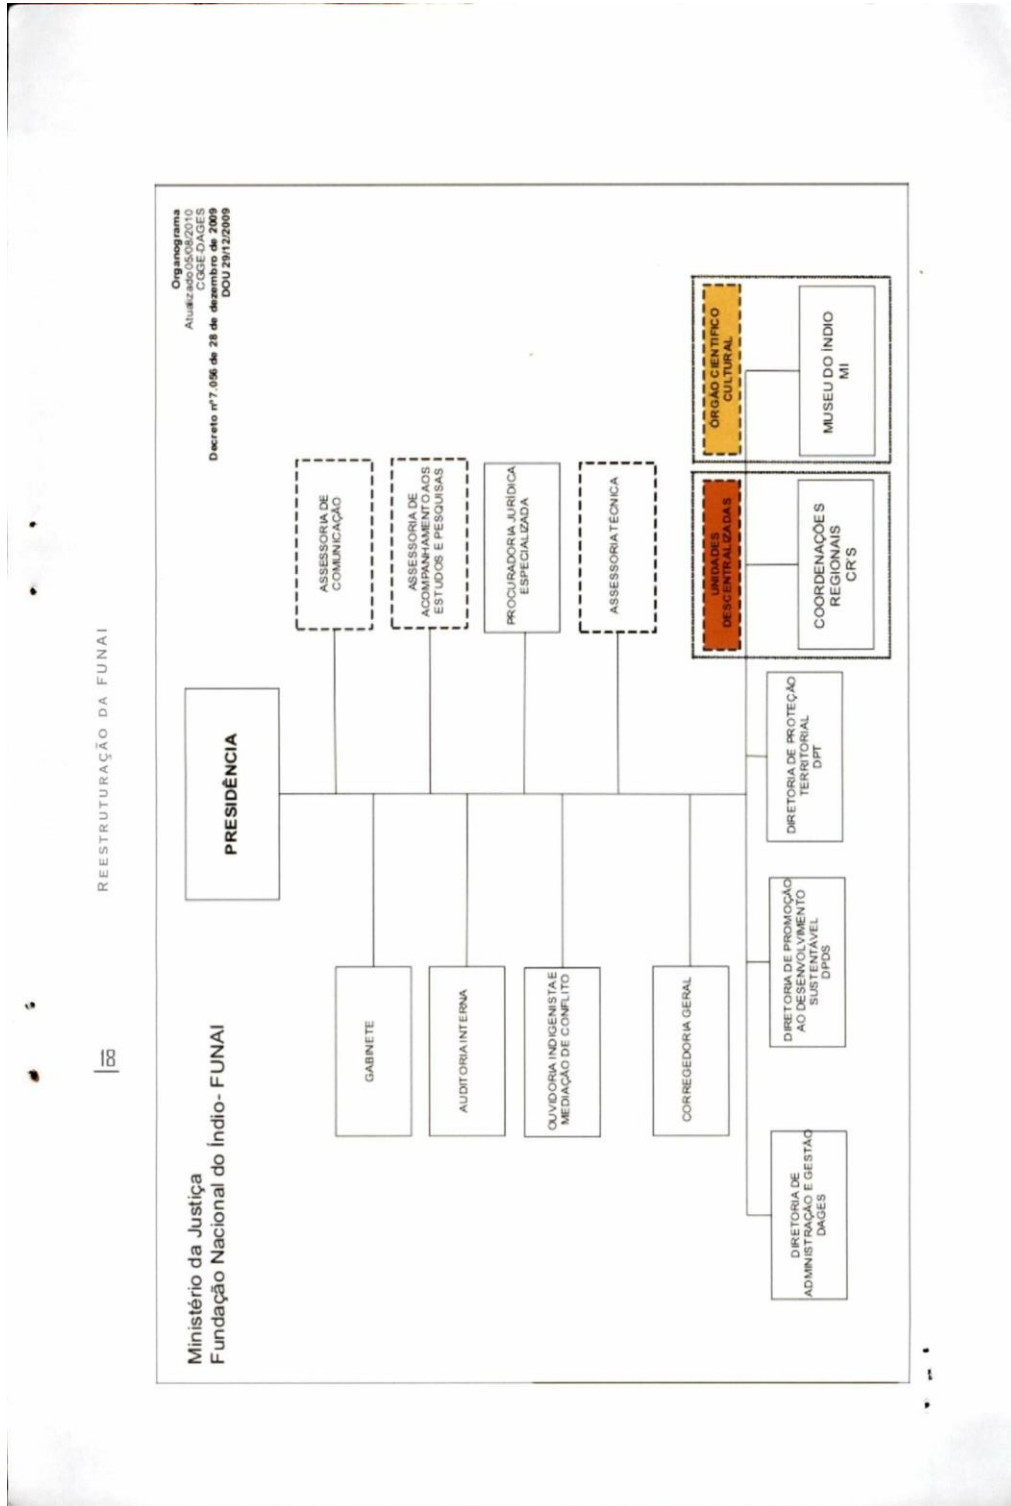 REESTRUTURAÇÃO DA FUNAI
18
Ministério da Justiça
Fundação Nacional do Índio- FUNAI
Organograma
Atualizado 05/08/2010
CGGE-DAGES
Decreto nº7.056 de 28 de dezembro de 2009
DOU 29/12/2009
PRESIDÊNCIA
GABINETE
AUDITORIA INTERNA
OUVIDORIA INDIGENISTA E
MEDIAÇÃO DE CONFLITO
CORREGEDORIA GERAL
ASSESSORIA DE
COMUNICAÇÃO
ASSESSORIA DE
ACOMPANHAMENTO AOS
ESTUDOS E PESQUISAS
PROCURADORIA JURÍDICA
ESPECIALIZADA
ASSESSORIA TÉCNICA
DIRETORIA DE
ADMINISTRAÇÃO E GESTÃO
DAGES
DIRETORIA DE PROMOÇÃO
AO DESENVOLVIMENTO
SUSTENTÁVEL
DPDS
DIRETORIA DE PROTEÇÃO
TERRITORIAL
DPT
UNIDADES
DESCENTRALIZADAS
COORDENAÇÕES
REGIONAIS
CR'S
ÓRGÃO CIENTIFICO
CULTURAL
MUSEU DO ÍNDIO
MI